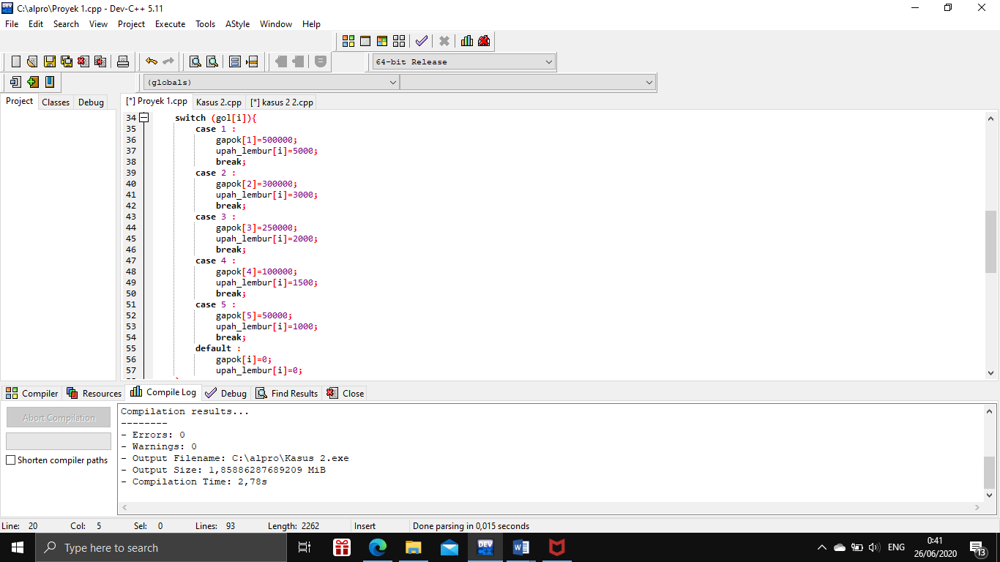 C:\alpro\Proyek 1.cpp - Dev-C++ 5.11
File Edit Search View Project Execute Tools AStyle Window Help
64-bit Release
(globals)
Project Classes Debug
[*] Proyek 1.cpp Kasus 2.cpp [*] kasus 2 2.cpp
34 switch (gol[i]){
35 case 1 :
36 gapok[1]=500000;
37 upah_lembur[i]=5000;
38 break;
39 case 2 :
40 gapok[2]=300000;
41 upah_lembur[i]=3000;
42 break;
43 case 3 :
44 gapok[3]=250000;
45 upah_lembur[i]=2000;
46 break;
47 case 4 :
48 gapok[4]=100000;
49 upah_lembur[i]=1500;
50 break;
51 case 5 :
52 gapok[5]=50000;
53 upah_lembur[i]=1000;
54 break;
55 default :
56 gapok[i]=0;
57 upah_lembur[i]=0;
Compiler Resources Compile Log Debug Find Results Close
Abort Compilation
Shorten compiler paths
Compilation results...
--------
- Errors: 0
- Warnings: 0
- Output Filename: C:\alpro\Kasus 2.exe
- Output Size: 1,85886287689209 MiB
- Compilation Time: 2,78s
Line: 20 Col: 5 Sel: 0 Lines: 93 Length: 2262 Insert Done parsing in 0,015 seconds
Type here to search
DEV
ENG
0:41
26/06/2020
13